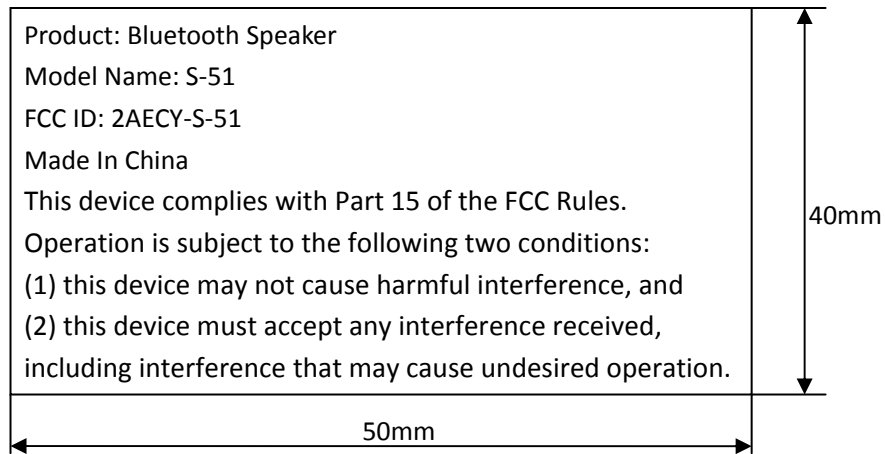 Product: Bluetooth Speaker
Model Name: S-51
FCC ID: 2AECY-S-51
Made In China
This device complies with Part 15 of the FCC Rules.
Operation is subject to the following two conditions:
(1) this device may not cause harmful interference, and
(2) this device must accept any interference received,
including interference that may cause undesired operation.
40mm
50mm